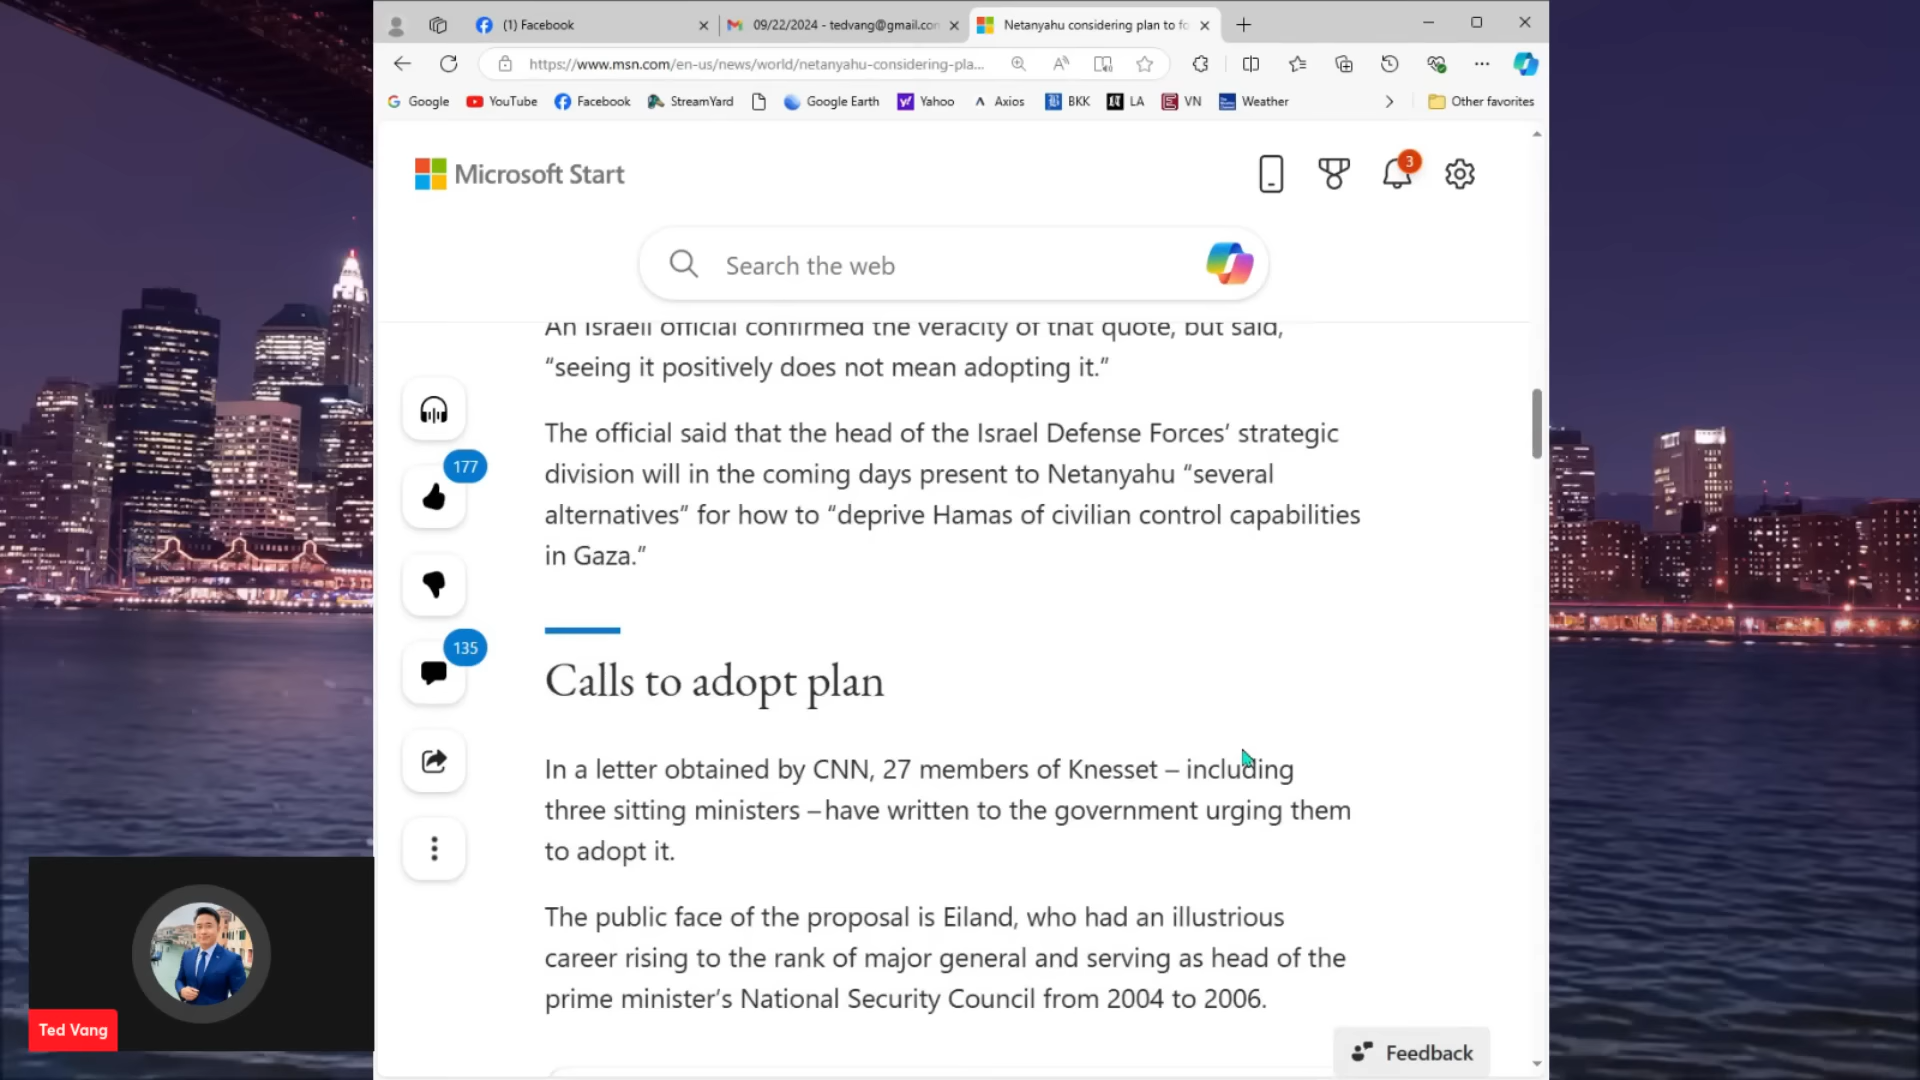 (1) Facebook
09/22/2024 - tedvang@gmail.con
Netanyahu considering plan to fo
https://www.msn.com/en-us/news/world/netanyahu-considering-pla...
Google YouTube Facebook StreamYard Google Earth Yahoo Axios BKK LA VN Weather Other favorites
Microsoft Start
3
Search the web
An Israeli official confirmed the veracity of that quote, but said,
“seeing it positively does not mean adopting it.”
The official said that the head of the Israel Defense Forces’ strategic
division will in the coming days present to Netanyahu “several
alternatives” for how to “deprive Hamas of civilian control capabilities
in Gaza.”
177
135
Calls to adopt plan
In a letter obtained by CNN, 27 members of Knesset – including
three sitting ministers – have written to the government urging them
to adopt it.
The public face of the proposal is Eiland, who had an illustrious
career rising to the rank of major general and serving as head of the
prime minister’s National Security Council from 2004 to 2006.
Feedback
Ted Vang